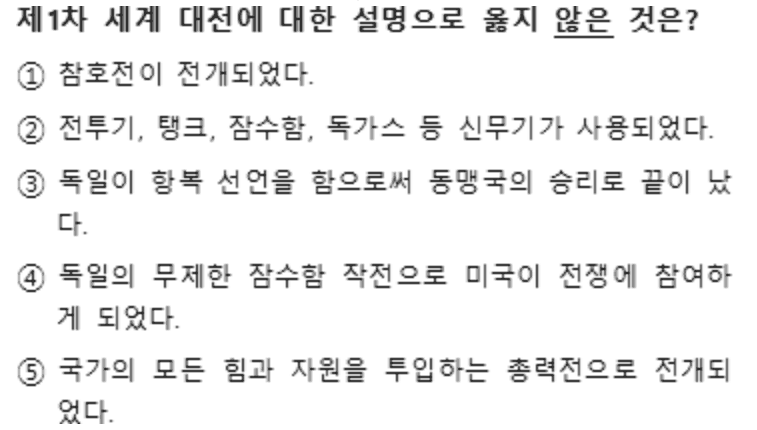 제1차 세계 대전에 대한 설명으로 옳지 않은 것은?
① 참호전이 전개되었다.
② 전투기, 탱크, 잠수함, 독가스 등 신무기가 사용되었다.
③ 독일이 항복 선언을 함으로써 동맹국의 승리로 끝이 났
다.
④ 독일의 무제한 잠수함 작전으로 미국이 전쟁에 참여하
게 되었다.
⑤ 국가의 모든 힘과 자원을 투입하는 총력전으로 전개되
었다.